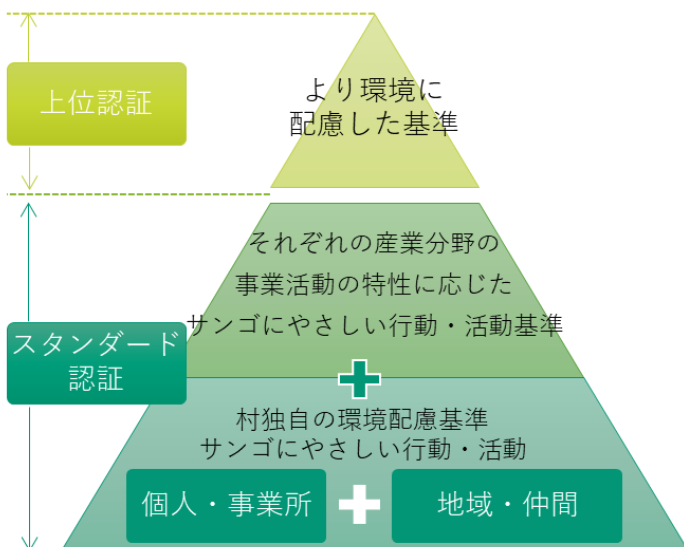 上位認証
より環境に
配慮した基準
それぞれの産業分野の
事業活動の特性に応じた
サンゴにやさしい行動・活動基準
スタンダード
認証
村独自の環境配慮基準
サンゴにやさしい行動・活動
個人・事業所
地域・仲間